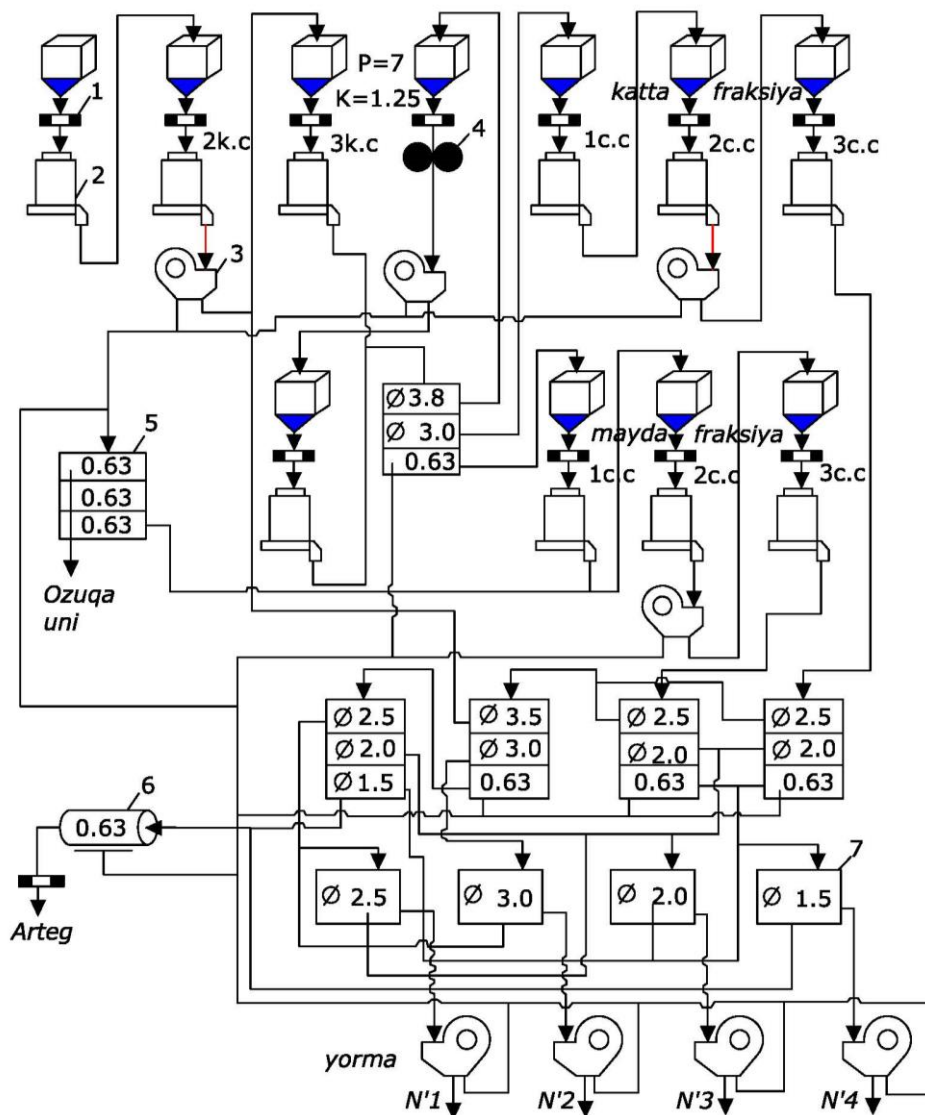 P=7
K=1.25
katta fraksiya
1
2k.c
3k.c
4
1c.c
2c.c
3c.c
2
3
∅ 3.8
∅ 3.0
0.63
mayda fraksiya
1c.c
2c.c
3c.c
5
0.63
0.63
0.63
Ozuqa
uni
∅ 2.5
∅ 2.0
∅ 1.5
∅ 3.5
∅ 3.0
0.63
∅ 2.5
∅ 2.0
0.63
∅ 2.5
∅ 2.0
0.63
6
0.63
Arteg
∅ 2.5
∅ 3.0
∅ 2.0
∅ 1.5
7
yorma
N'1
N'2
N'3
N'4